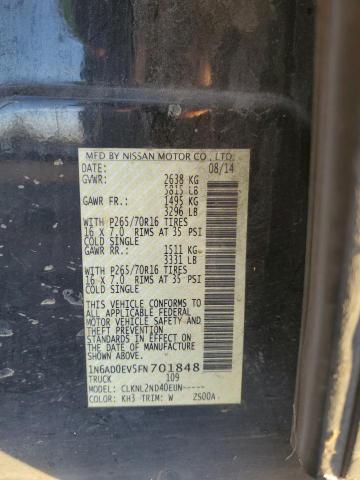 MFD BY NISSAN MOTOR CO., LTD.
DATE: 08/14
GVWR: 2638 KG
5815 LB
GAWR FR: 1495 KG
3296 LB
WITH P265/70R16 TIRES
16 X 7.0 RIMS AT 35 PSI
COLD SINGLE
GAWR RR: 1511 KG
3331 LB
WITH P265/70R16 TIRES
16 X 7.0 RIMS AT 35 PSI
COLD SINGLE
THIS VEHICLE CONFORMS TO
ALL APPLICABLE FEDERAL
MOTOR VEHICLE SAFETY AND
THEFT PREVENTION
STANDARDS IN EFFECT ON THE
DATE OF MANUFACTURE SHOWN
ABOVE
1N6AD0EV5FN701848
TRUCK 109
MODEL: CLKNL2ND40EUN-----
COLOR: KH3 TRIM: W ZS00A